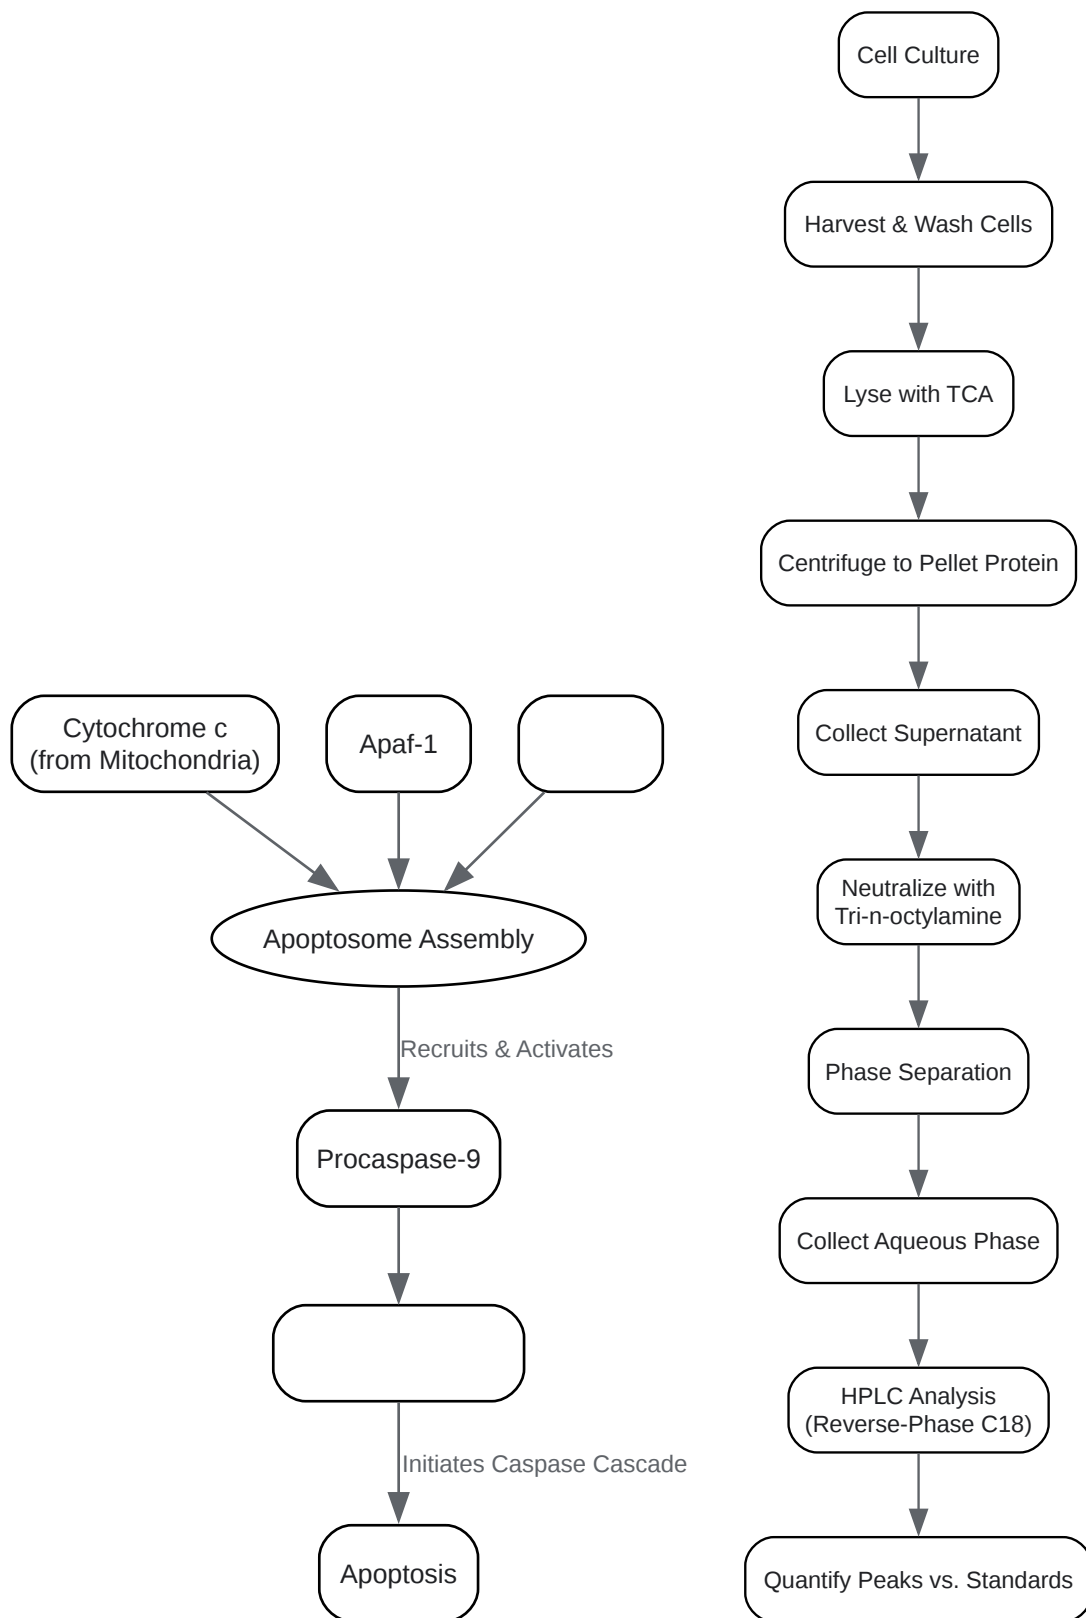 Cell Culture
Harvest & Wash Cells
Lyse with TCA
Centrifuge to Pellet Protein
Collect Supernatant
Neutralize with
Tri-n-octylamine
Phase Separation
Collect Aqueous Phase
HPLC Analysis
(Reverse-Phase C18)
Quantify Peaks vs. Standards
Cytochrome c
(from Mitochondria)
Apaf-1
Apoptosome Assembly
Recruits & Activates
Procaspase-9
Initiates Caspase Cascade
Apoptosis